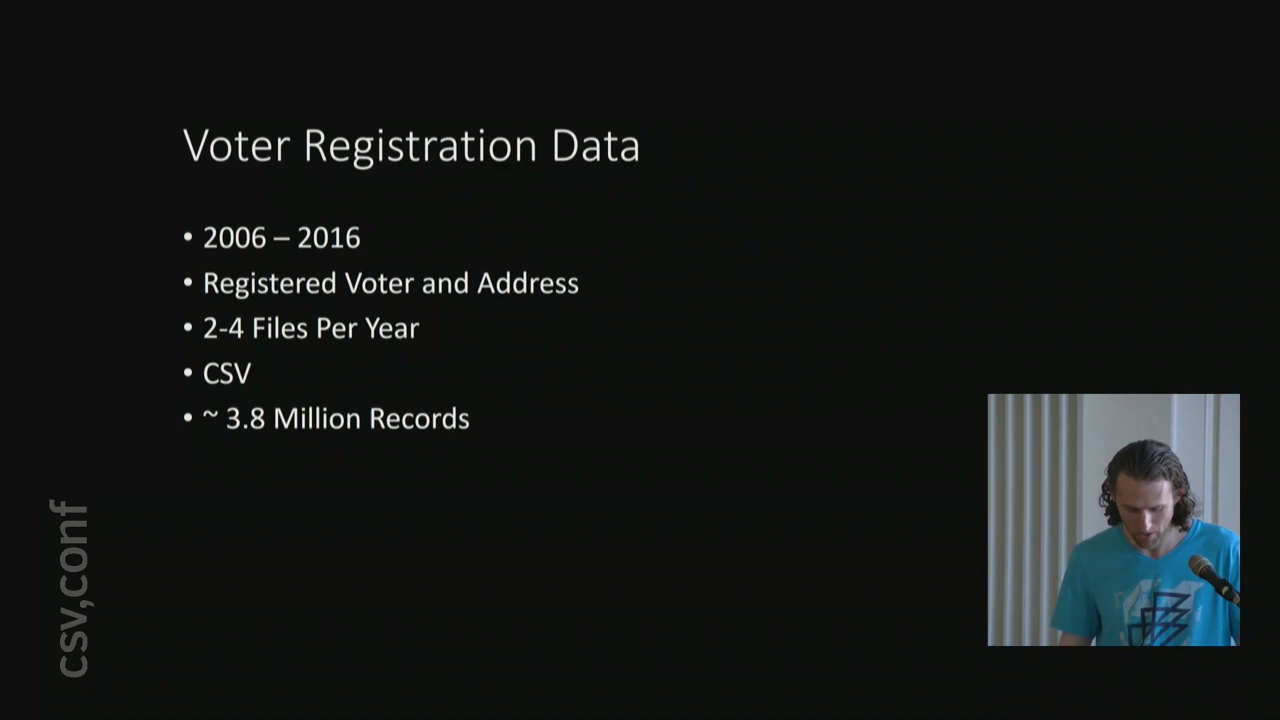 Voter Registration Data
• 2006 – 2016
• Registered Voter and Address
• 2-4 Files Per Year
• CSV
• ~ 3.8 Million Records
csv,conf